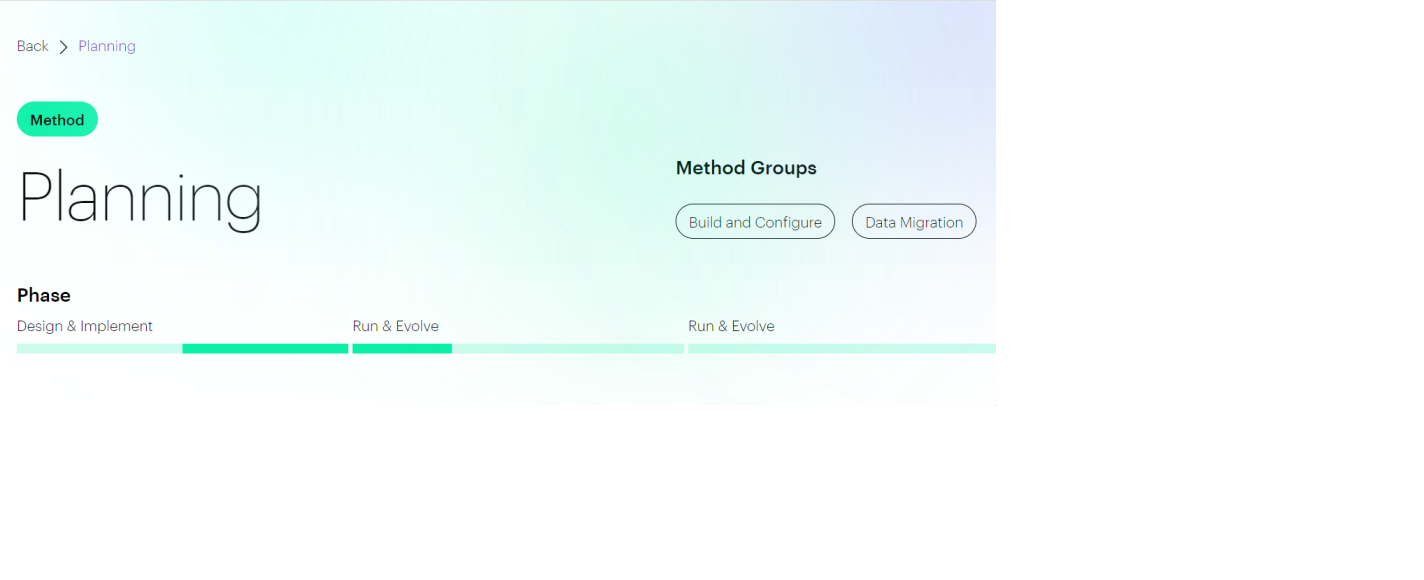 Back > Planning
Method
Planning
Method Groups
Build and Configure
Data Migration
Phase
Design & Implement
Run & Evolve
Run & Evolve